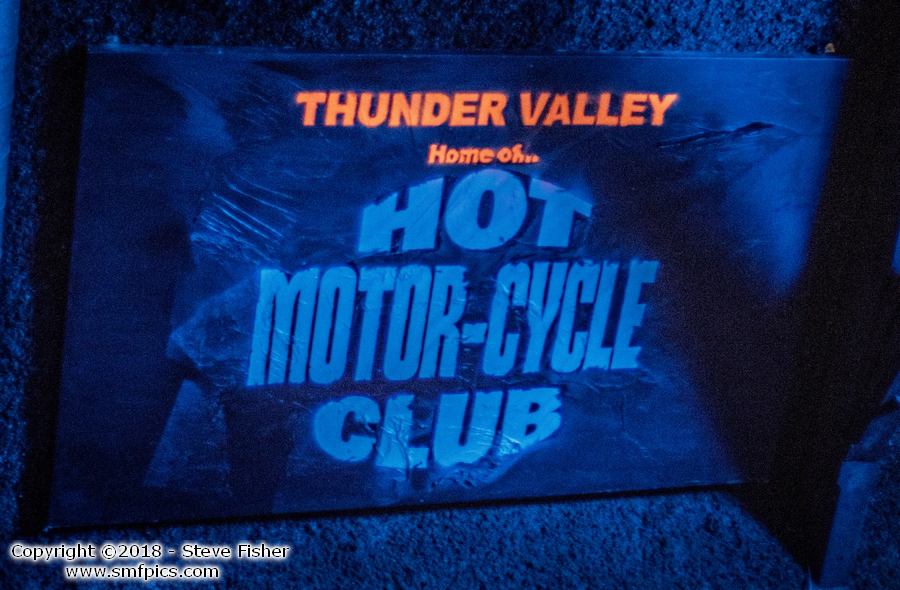 THUNDER VALLEY
Home of...
HOT
MOTOR-CYCLE
CLUB
Copyright ©2018 - Steve Fisher
www.smfpics.com